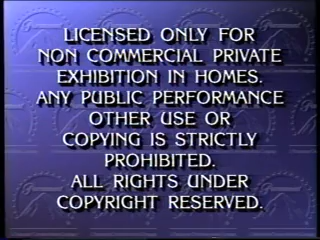 LICENSED ONLY FOR
NON COMMERCIAL PRIVATE
EXHIBITION IN HOMES.
ANY PUBLIC PERFORMANCE
OTHER USE OR
COPYING IS STRICTLY
PROHIBITED.
ALL RIGHTS UNDER
COPYRIGHT RESERVED.